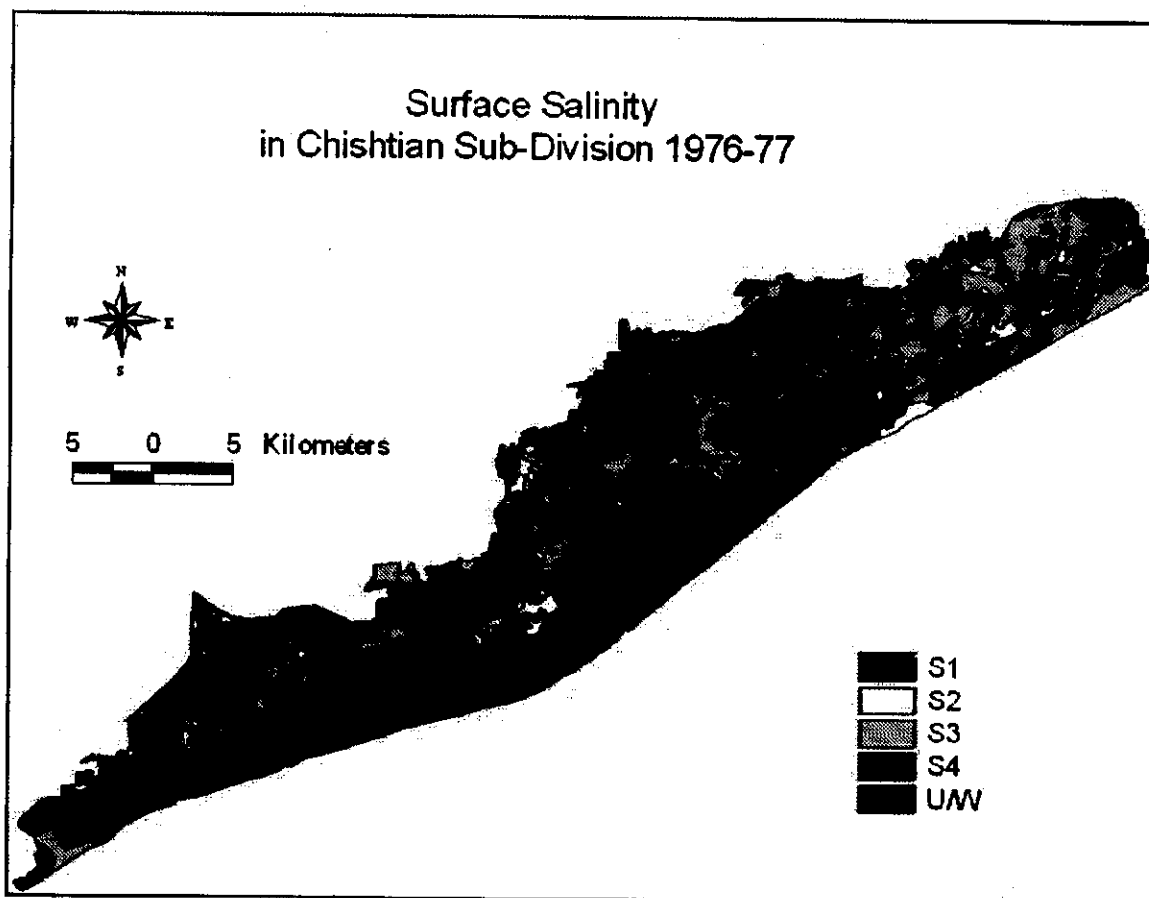 Surface Salinity
in Chishtian Sub-Division 1976-77
N
W E
S
5 0 5 Kilometers
S1
S2
S3
S4
U/W